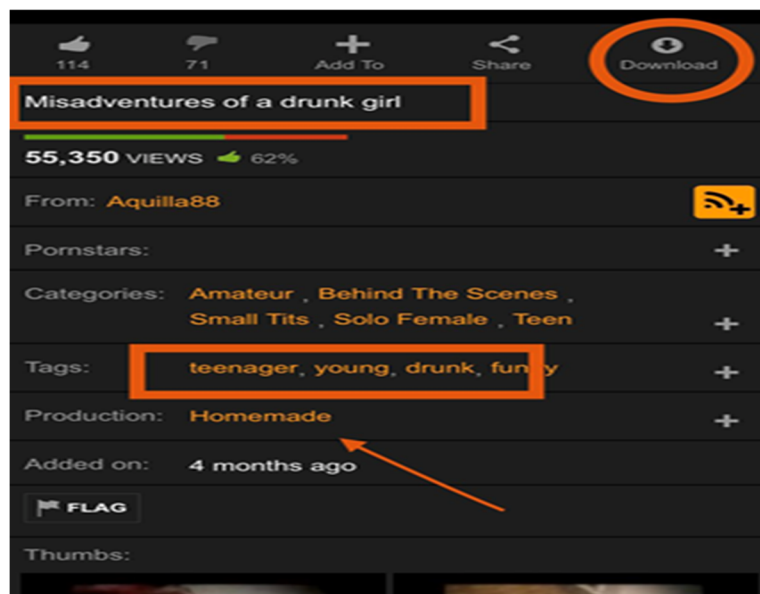 114 71 Add To Share Download
Misadventures of a drunk girl
55,350 VIEWS 62%
From: Aquilla88
Pornstars:
Categories: Amateur , Behind The Scenes ,
Small Tits , Solo Female , Teen
Tags: teenager, young, drunk, funny
Production: Homemade
Added on: 4 months ago
FLAG
Thumbs: